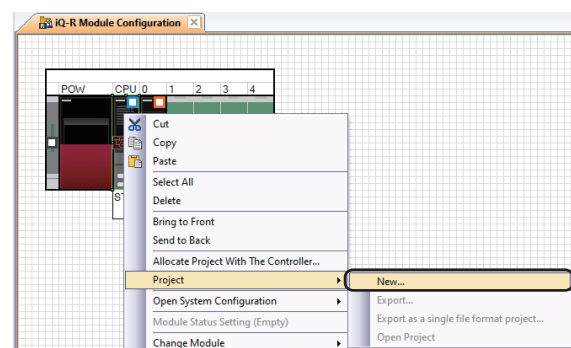 iQ-R Module Configuration
POW CPU 0 1 2 3 4
Cut
Copy
Paste
Select All
Delete
Bring to Front
Send to Back
Allocate Project With The Controller...
Project
New...
Open System Configuration
Export...
Module Status Setting (Empty)
Export as a single file format project...
Change Module
Open Project